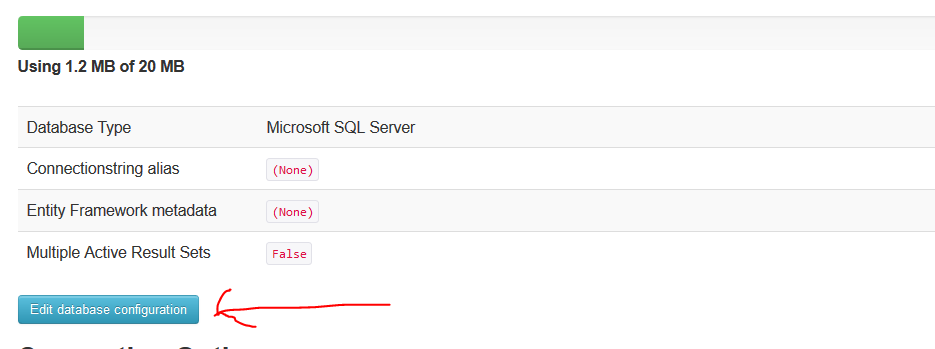 Using 1.2 MB of 20 MB
Database Type Microsoft SQL Server
Connectionstring alias (None)
Entity Framework metadata (None)
Multiple Active Result Sets False
Edit database configuration